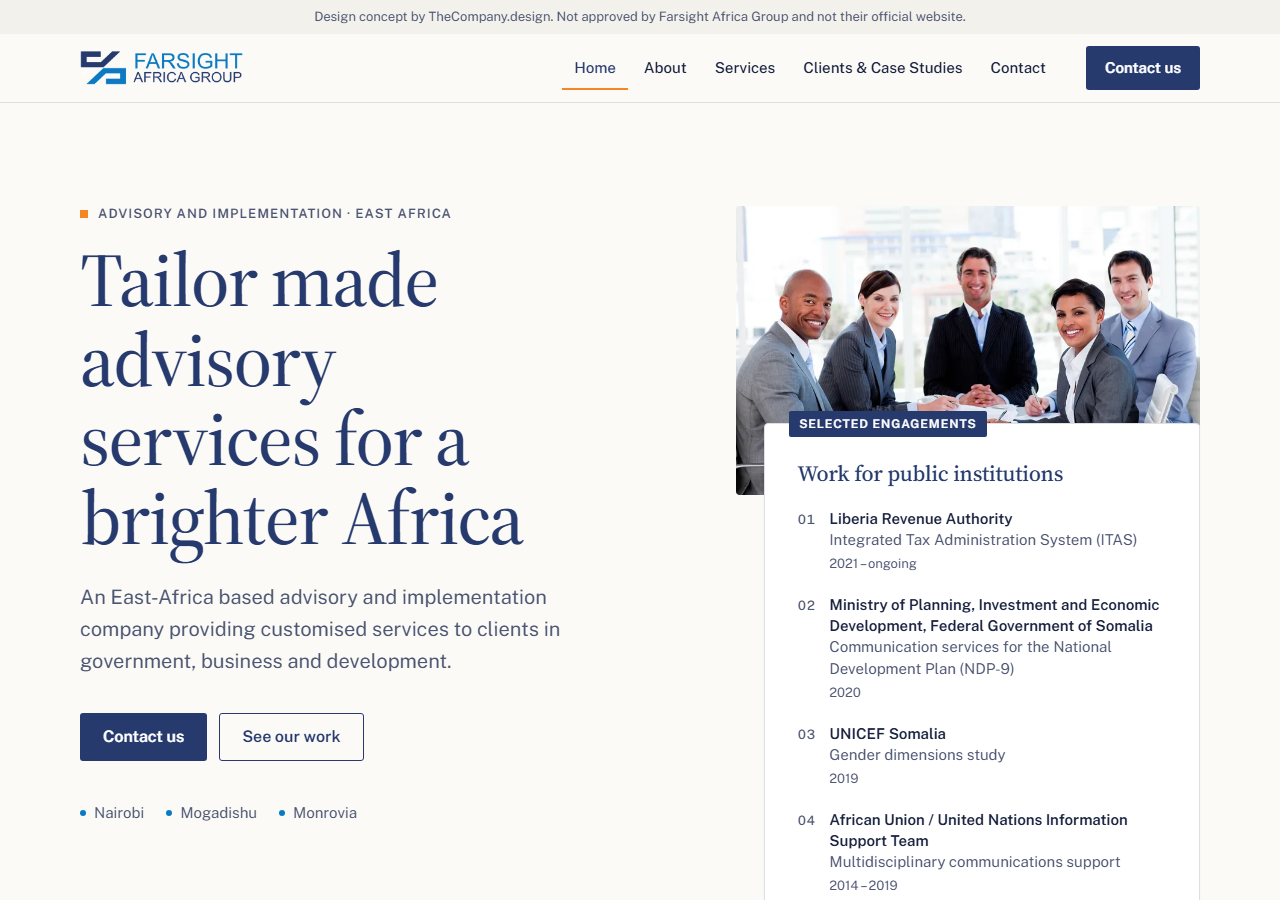 Design concept by TheCompany.design. Not approved by Farsight Africa Group and not their official website.
FARSIGHT
AFRICA GROUP
Home
About
Services
Clients & Case Studies
Contact
Contact us
ADVISORY AND IMPLEMENTATION · EAST AFRICA
Tailor made
advisory
services for a
brighter Africa
An East-Africa based advisory and implementation
company providing customised services to clients in
government, business and development.
Contact us
See our work
Nairobi
Mogadishu
Monrovia
SELECTED ENGAGEMENTS
Work for public institutions
01 Liberia Revenue Authority
Integrated Tax Administration System (ITAS)
2021–ongoing
02 Ministry of Planning, Investment and Economic
Development, Federal Government of Somalia
Communication services for the National
Development Plan (NDP-9)
2020
03 UNICEF Somalia
Gender dimensions study
2019
04 African Union / United Nations Information
Support Team
Multidisciplinary communications support
2014–2019